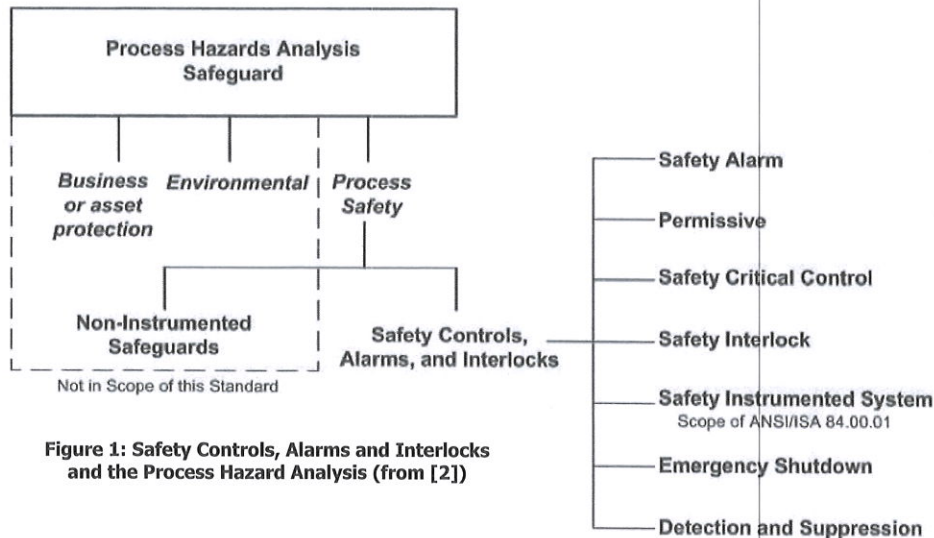 Process Hazards Analysis
Safeguard
Business
or asset
protection
Environmental
Process
Safety
Non-Instrumented
Safeguards
Safety Controls,
Alarms, and Interlocks
Not in Scope of this Standard
Safety Alarm
Permissive
Safety Critical Control
Safety Interlock
Safety Instrumented System
Scope of ANSI/ISA 84.00.01
Emergency Shutdown
Detection and Suppression
Figure 1: Safety Controls, Alarms and Interlocks
and the Process Hazard Analysis (from [2])